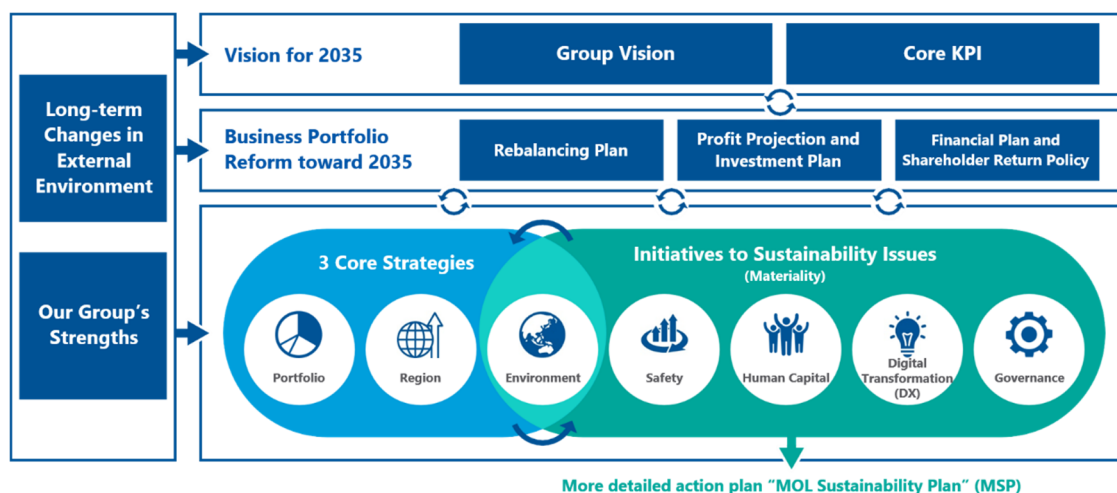 Long-term
Changes in
External
Environment
Our Group's
Strengths
Vision for 2035
Group Vision
Core KPI
Business Portfolio
Reform toward 2035
Rebalancing Plan
Profit Projection and
Investment Plan
Financial Plan and
Shareholder Return Policy
3 Core Strategies
Initiatives to Sustainability Issues
(Materiality)
Portfolio
Region
Environment
Safety
Human Capital
Digital
Transformation
(DX)
Governance
More detailed action plan “MOL Sustainability Plan” (MSP)